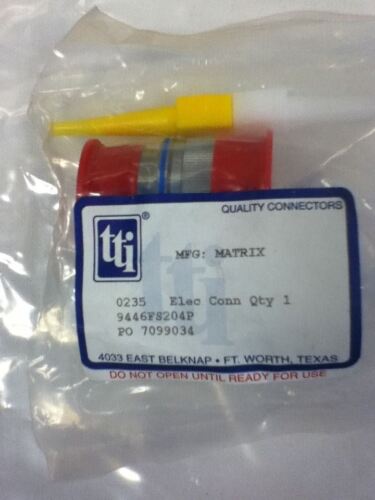 QUALITY CONNECTORS
tti®
MFG: MATRIX
0235 Elec Conn Qty 1
9446FS204P
PO 7099034
4033 EAST BELKNAP • FT. WORTH, TEXAS
DO NOT OPEN UNTIL READY FOR USE